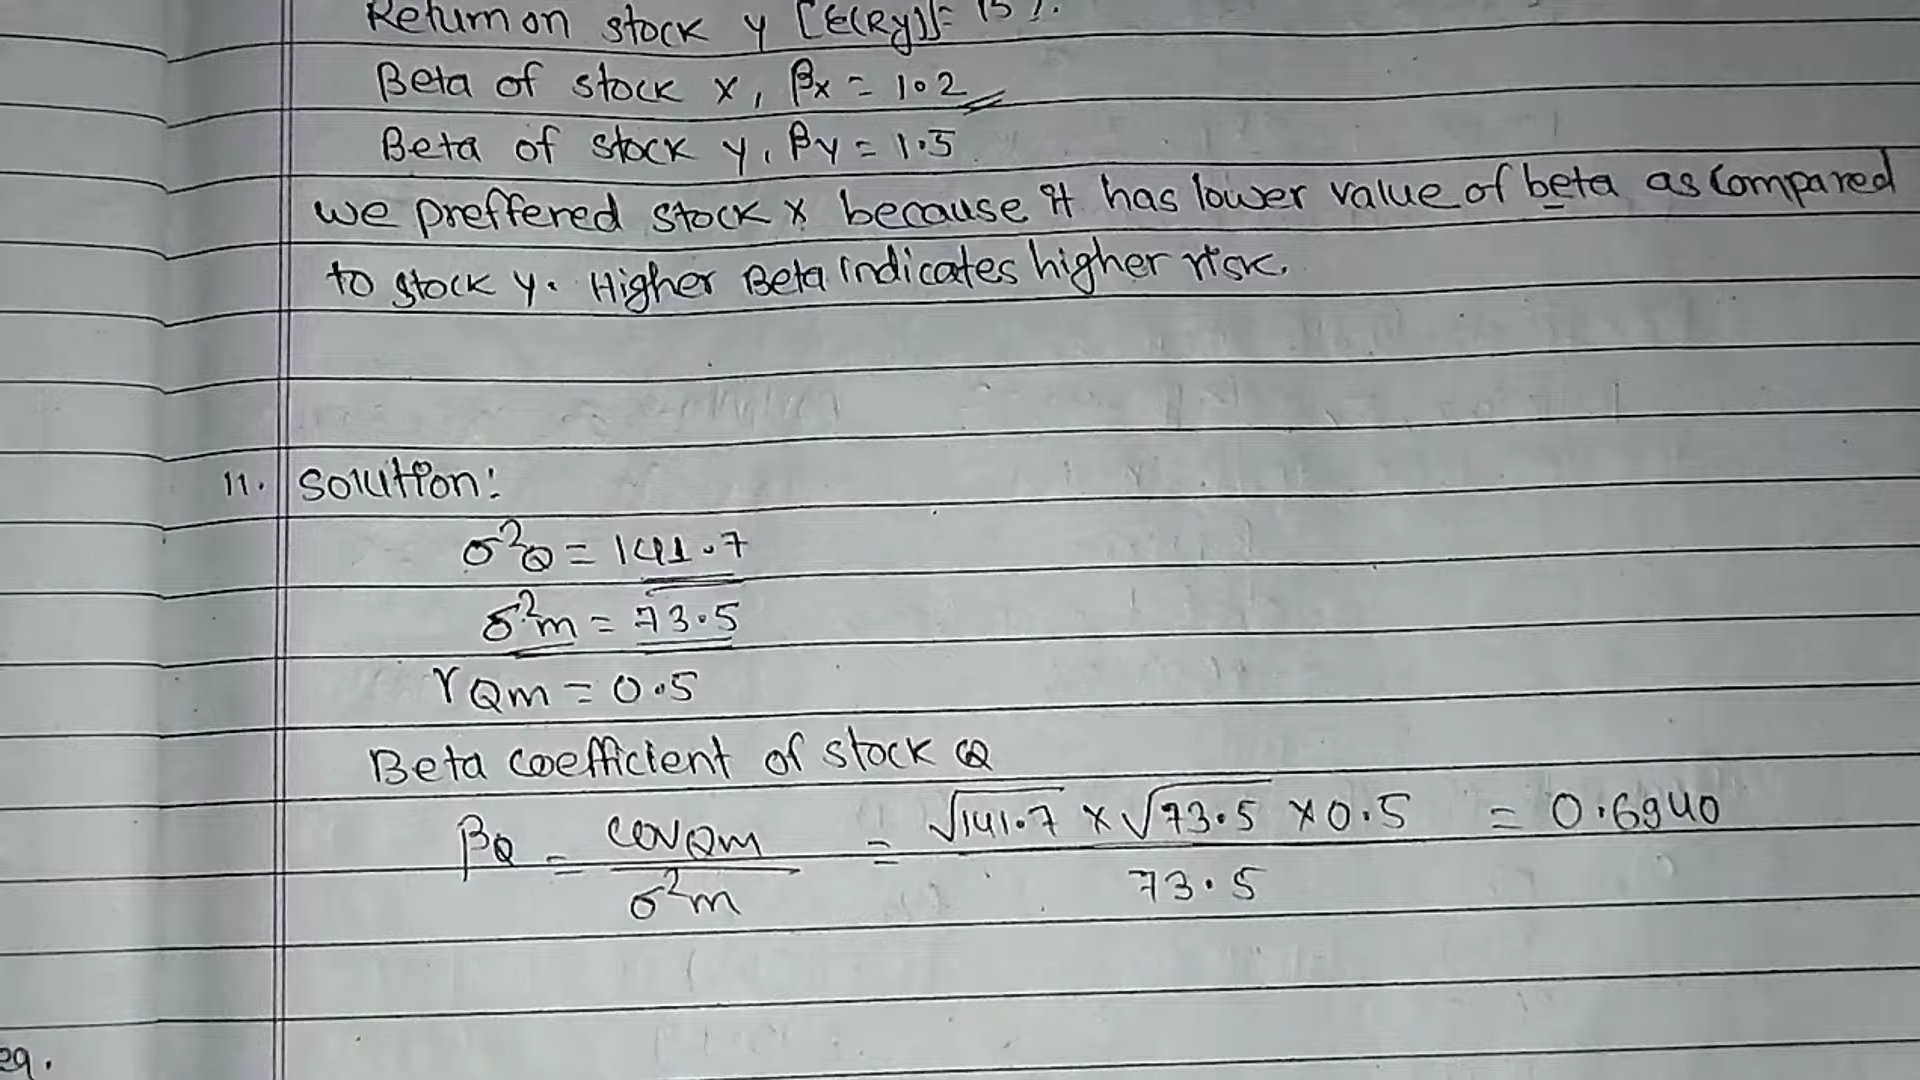 Return on stock y [E(Ry)] = 15%.
Beta of stock x, βx = 1.2
Beta of stock y, βy = 1.5
we preffered stock x because it has lower value of beta as compared
to stock y. Higher Beta indicates higher risk.
11. Solution:
σ²Q = 141.7
σ²m = 73.5
rQm = 0.5
Beta coefficient of stock Q
βQ = covQm / σ²m = √141.7 × √73.5 × 0.5 / 73.5 = 0.6940